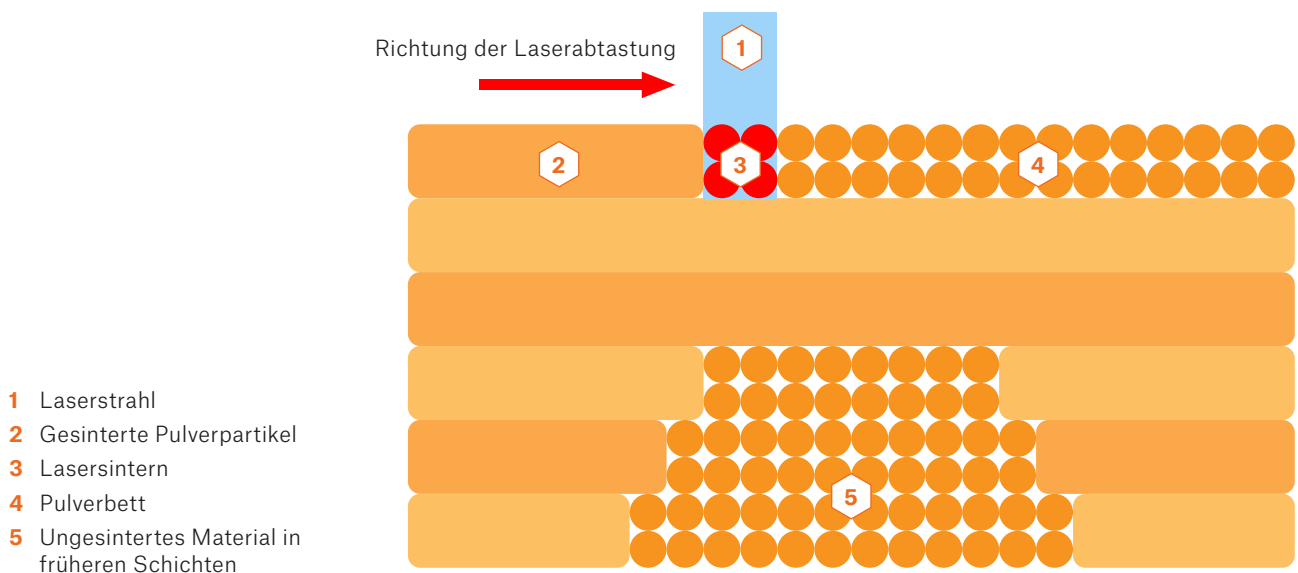 Richtung der Laserabtastung
1
2
3
4
5
1 Laserstrahl
2 Gesinterte Pulverpartikel
3 Lasersintern
4 Pulverbett
5 Ungesintertes Material in
früheren Schichten